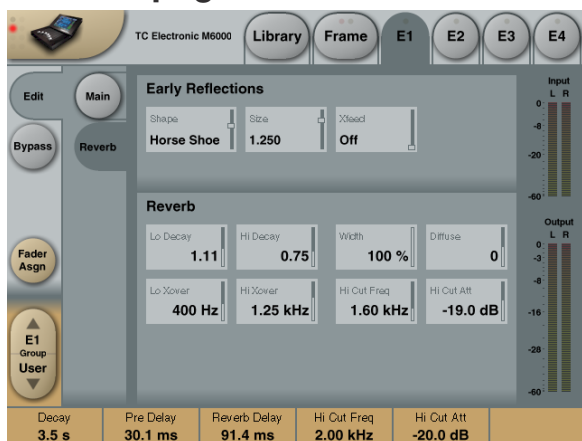 TC Electronic M6000
Library
Frame
E1
E2
E3
E4
Edit
Main
Bypass
Reverb
Fader
Asgn
E1
Group
User
Early Reflections
Shape
Horse Shoe
Size
1.250
Xfeed
Off
Reverb
Lo Decay
1.11
Hi Decay
0.75
Width
100 %
Diffuse
0
Lo Xover
400 Hz
Hi Xover
1.25 kHz
Hi Cut Freq
1.60 kHz
Hi Cut Att
-19.0 dB
Input
L R
0
-8
-20
-60
Output
L R
0
-3
-8
-16
-28
-60
Decay
3.5 s
Pre Delay
30.1 ms
Reverb Delay
91.4 ms
Hi Cut Freq
2.00 kHz
Hi Cut Att
-20.0 dB